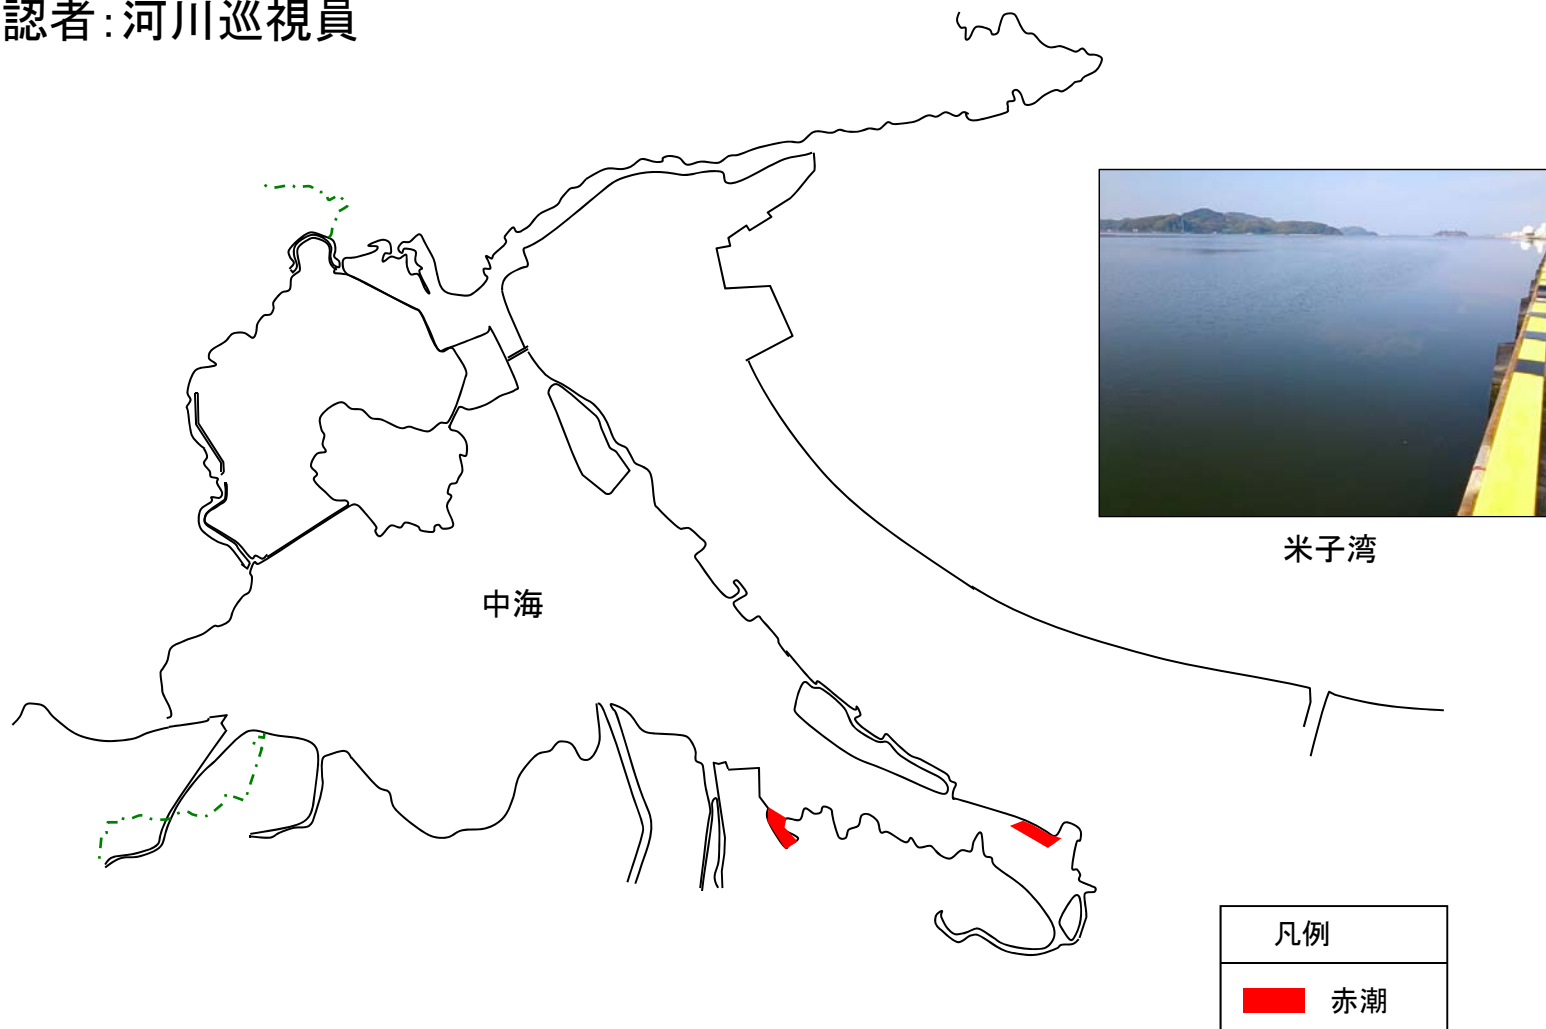 認者：河川巡視員
米子湾
中海
凡例
赤潮